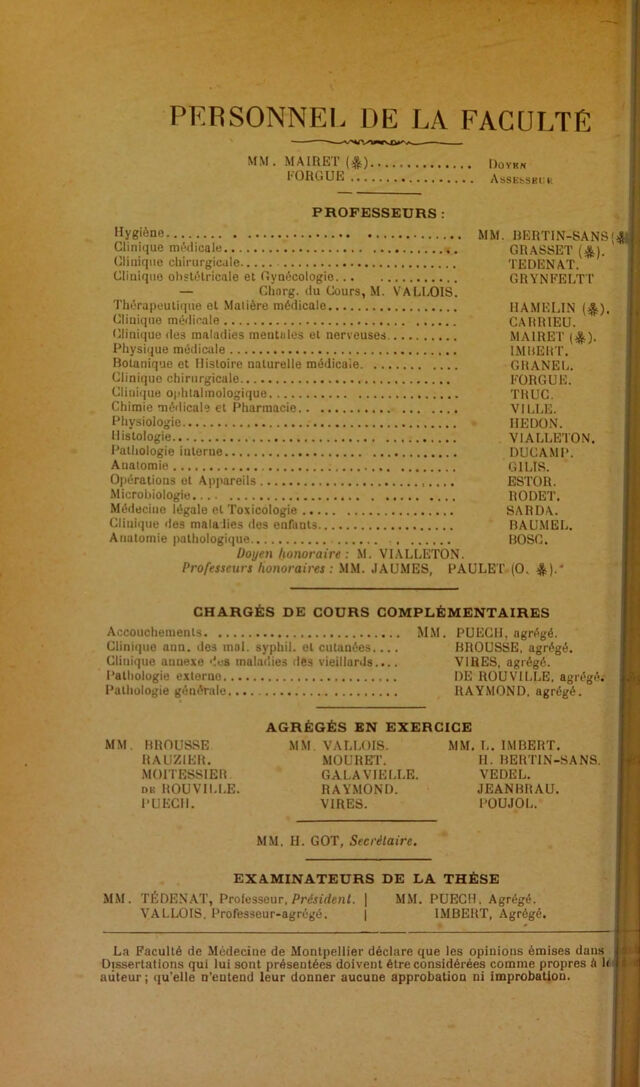 PERSONNEL DE LA FACULTÉ
MM. MAIRET (✻).............. DOYEN
FORGUE .................. ASSESSEUR
PROFESSEURS :
Hygiène.......... MM. BERTIN-SANS (✻)
Clinique médicale.......... GRASSET (✻).
Clinique chirurgicale.......... TEDENAT.
Clinique obstétricale et Gynécologie.......... GRYNFELTT
— Charg. du Cours, M. VALLOIS.
Thérapeutique et Matière médicale.......... HAMELIN (✻).
Clinique médicale.......... CARRIEU.
Clinique des maladies mentales et nerveuses.......... MAIRET (✻).
Physique médicale.......... IMBERT.
Botanique et Histoire naturelle médicale.......... GRANEL.
Clinique chirurgicale.......... FORGUE.
Clinique ophtalmologique.......... TRUC.
Chimie médicale et Pharmacie.......... VILLE.
Physiologie.......... HEDON.
Histologie.......... VIALLETON.
Pathologie interne.......... DUCAMP.
Anatomie.......... GILIS.
Opérations et Appareils.......... ESTOR.
Microbiologie.......... RODET.
Médecine légale et Toxicologie.......... SARDA.
Clinique des maladies des enfants.......... BAUMEL.
Anatomie pathologique.......... BOSC.
Doyen honoraire : M. VIALLETON.
Professeurs honoraires : MM. JAUMES, PAULET (O. ✻).
CHARGÉS DE COURS COMPLÉMENTAIRES
Accouchements.......... MM. PUECH, agrégé.
Clinique ann. des mal. syphil. et cutanées.... BROUSSE, agrégé.
Clinique annexe des maladies des vieillards.... VIRES, agrégé.
Pathologie externe.......... DE ROUVILLE, agrégé.
Pathologie générale.......... RAYMOND, agrégé.
AGRÉGÉS EN EXERCICE
MM. BROUSSE MM. VALLOIS. MM. L. IMBERT.
RAUZIER. MOURET. H. BERTIN-SANS.
MOITESSIER GALAVIELLE. VEDEL.
DE ROUVILLE. RAYMOND. JEANBRAU.
PUECH. VIRES. POUJOL.
MM. H. GOT, Secrétaire.
EXAMINATEURS DE LA THÈSE
MM. TÉDENAT, Professeur, Président. | MM. PUECH, Agrégé.
VALLOIS, Professeur-agrégé. | IMBERT, Agrégé.
La Faculté de Médecine de Montpellier déclare que les opinions émises dans
Dissertations qui lui sont présentées doivent être considérées comme propres à
auteur ; qu'elle n'entend leur donner aucune approbation ni improbation.